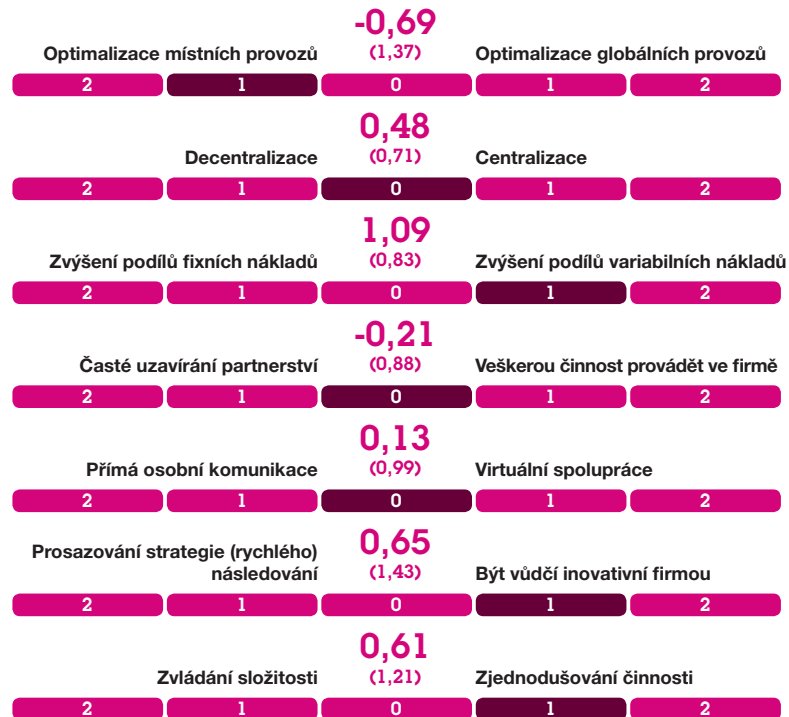 -0,69
Optimalizace místních provozů (1,37) Optimalizace globálních provozů
2 1 0 1 2
0,48
Decentralizace (0,71) Centralizace
2 1 0 1 2
1,09
Zvýšení podílů fixních nákladů (0,83) Zvýšení podílů variabilních nákladů
2 1 0 1 2
-0,21
Časté uzavírání partnerství (0,88) Veškerou činnost provádět ve firmě
2 1 0 1 2
0,13
Přímá osobní komunikace (0,99) Virtuální spolupráce
2 1 0 1 2
0,65
Prosazování strategie (rychlého)
následování (1,43) Být vůdčí inovativní firmou
2 1 0 1 2
0,61
Zvládání složitosti (1,21) Zjednodušování činnosti
2 1 0 1 2